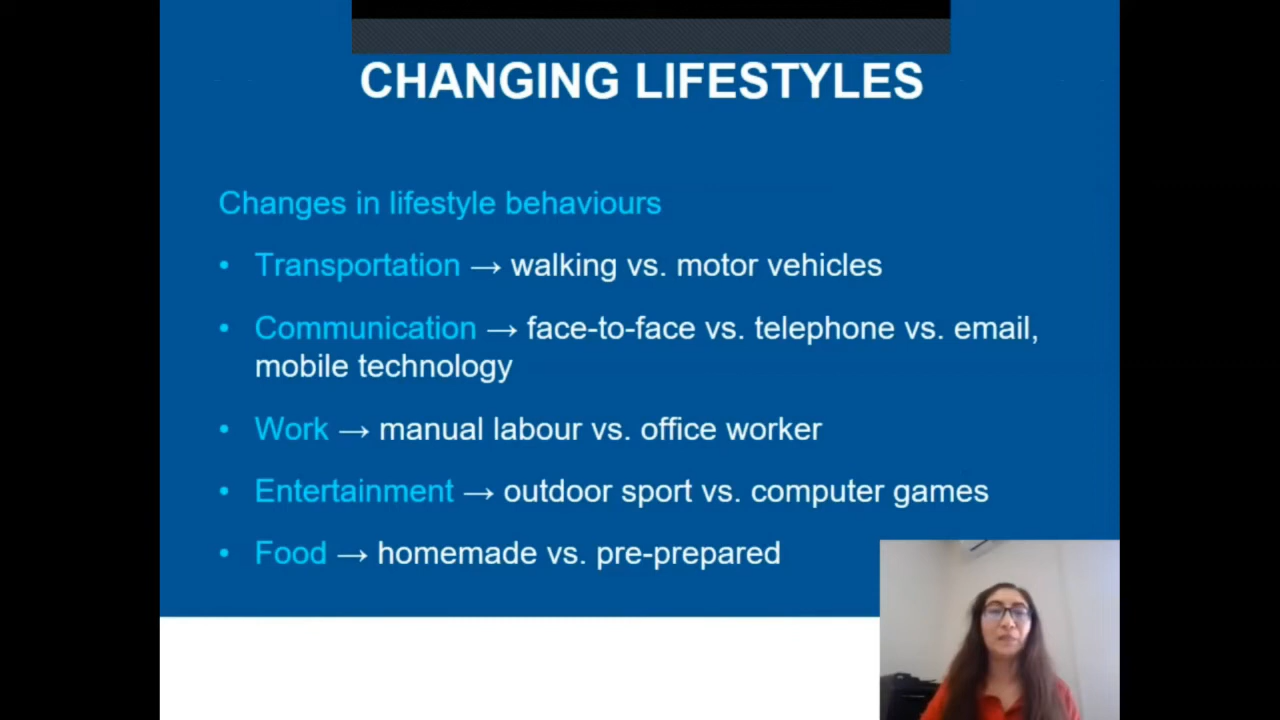 CHANGING LIFESTYLES
Changes in lifestyle behaviours
• Transportation → walking vs. motor vehicles
• Communication → face-to-face vs. telephone vs. email,
mobile technology
• Work → manual labour vs. office worker
• Entertainment → outdoor sport vs. computer games
• Food → homemade vs. pre-prepared